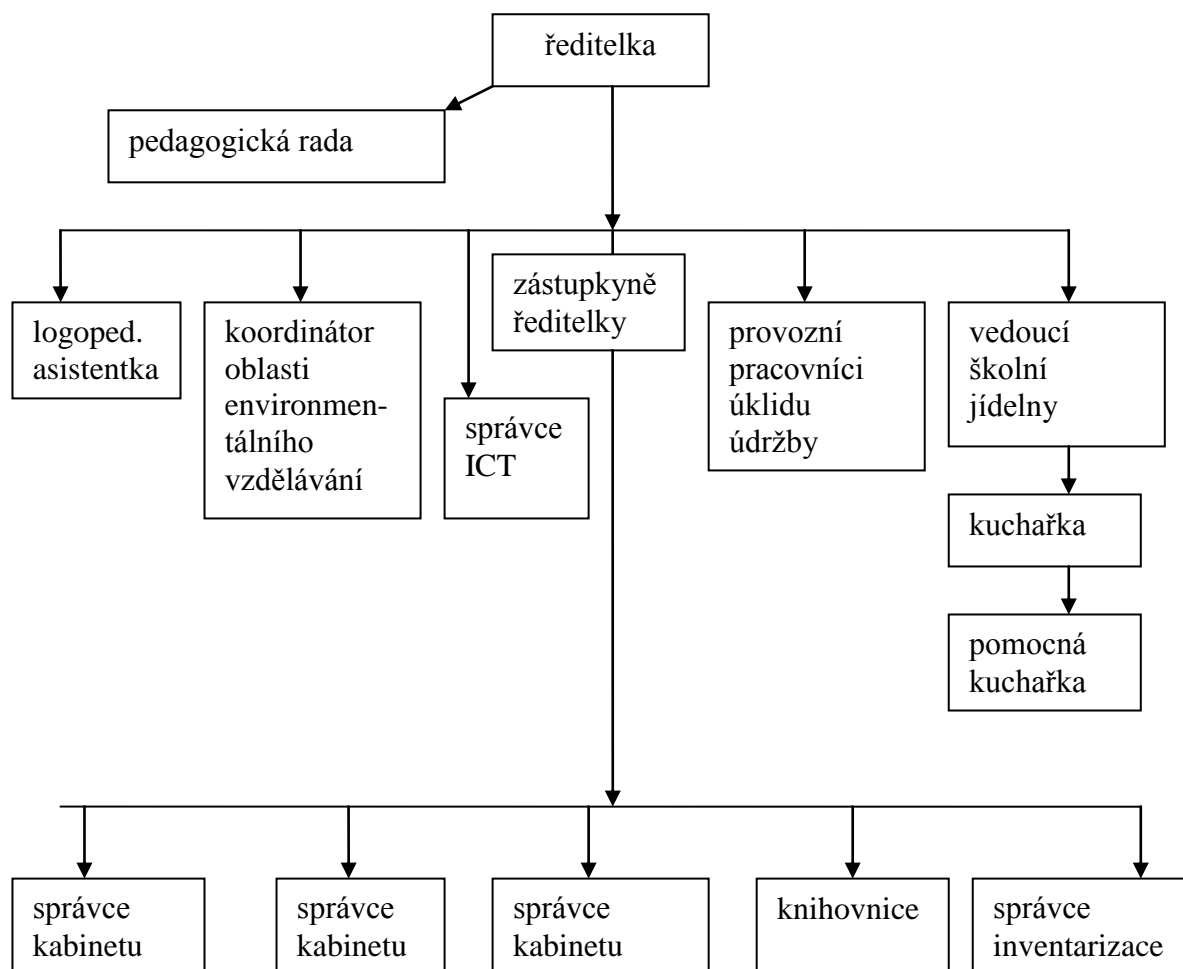 ředitelka
pedagogická rada
logoped.
asistentka
koordinátor
oblasti
environmen-
tálního
vzdělávání
správce
ICT
zástupkyně
ředitelky
provozní
pracovníci
úklidu
údržby
vedoucí
školní
jídelny
kuchařka
pomocná
kuchařka
správce
kabinetu
správce
kabinetu
správce
kabinetu
knihovnice
správce
inventarizace